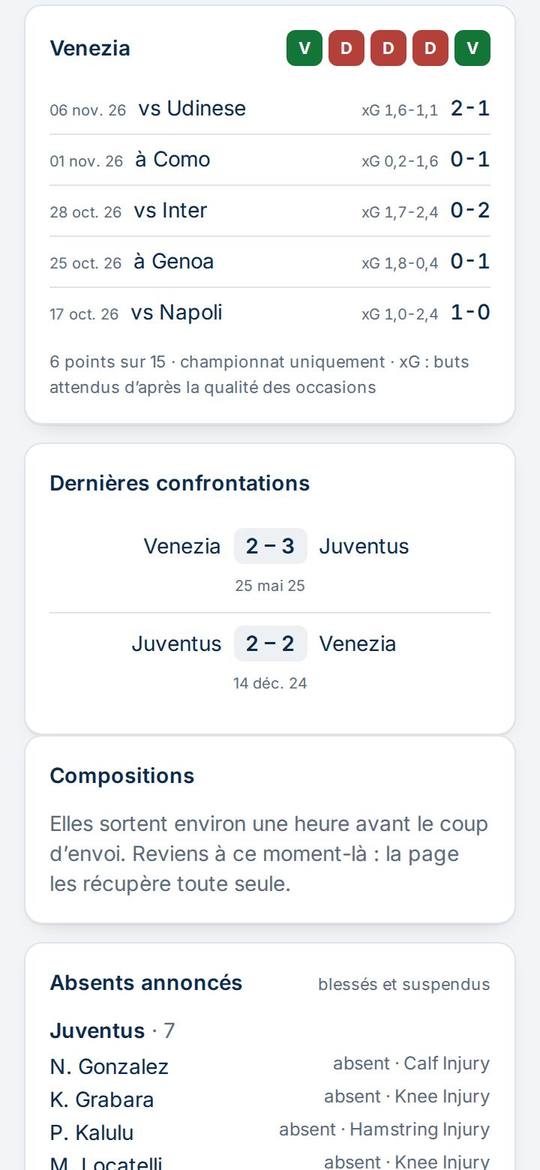 Venezia V D D D V
06 nov. 26 vs Udinese xG 1,6-1,1 2-1
01 nov. 26 à Como xG 0,2-1,6 0-1
28 oct. 26 vs Inter xG 1,7-2,4 0-2
25 oct. 26 à Genoa xG 1,8-0,4 0-1
17 oct. 26 vs Napoli xG 1,0-2,4 1-0
6 points sur 15 · championnat uniquement · xG : buts
attendus d’après la qualité des occasions
Dernières confrontations
Venezia 2 – 3 Juventus
25 mai 25
Juventus 2 – 2 Venezia
14 déc. 24
Compositions
Elles sortent environ une heure avant le coup
d’envoi. Reviens à ce moment-là : la page
les récupère toute seule.
Absents annoncés blessés et suspendus
Juventus · 7
N. Gonzalez absent · Calf Injury
K. Grabara absent · Knee Injury
P. Kalulu absent · Hamstring Injury
M. Locatelli absent · Knee Injury